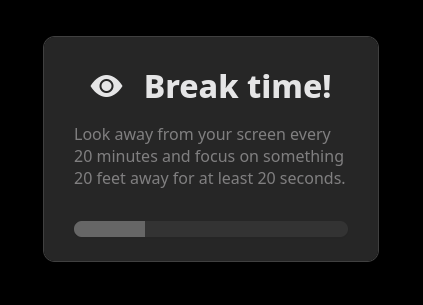 Break time!
Look away from your screen every
20 minutes and focus on something
20 feet away for at least 20 seconds.